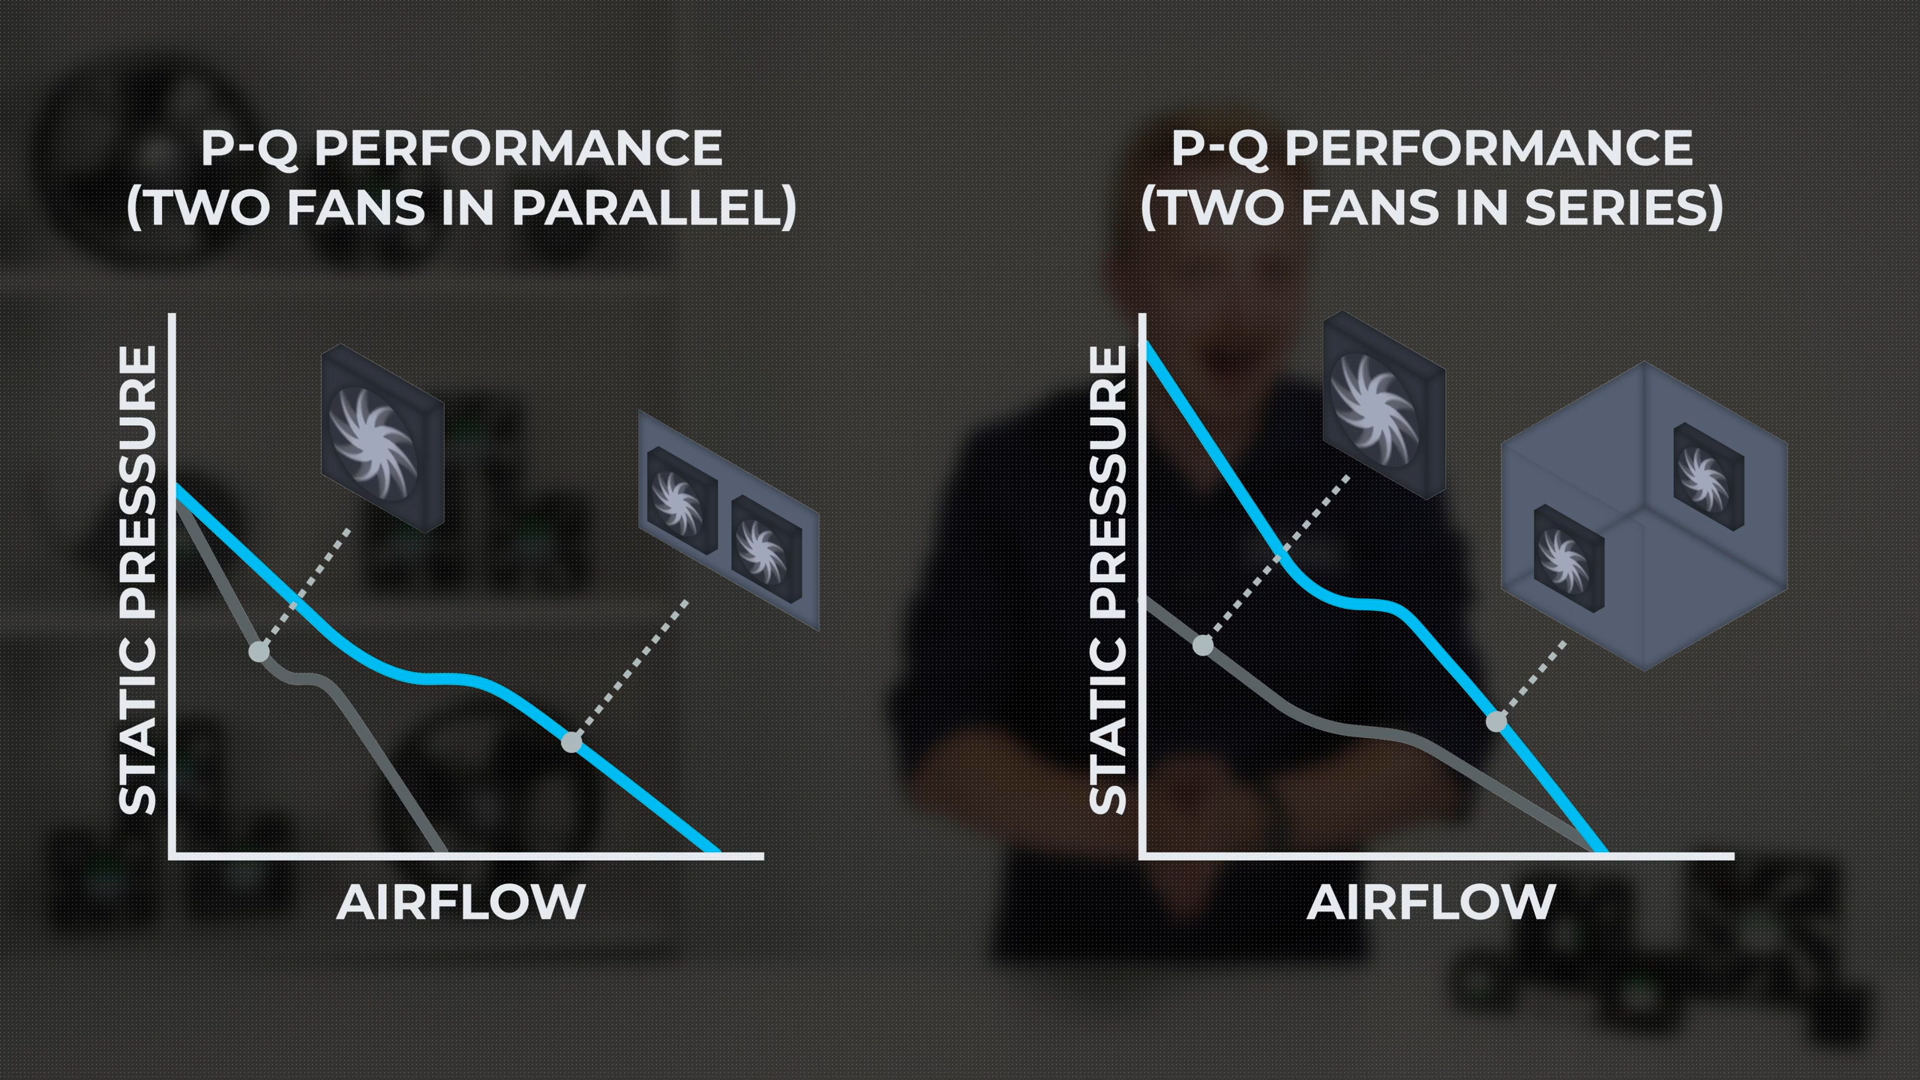 P-Q PERFORMANCE
(TWO FANS IN PARALLEL)
STATIC PRESSURE
AIRFLOW
P-Q PERFORMANCE
(TWO FANS IN SERIES)
STATIC PRESSURE
AIRFLOW